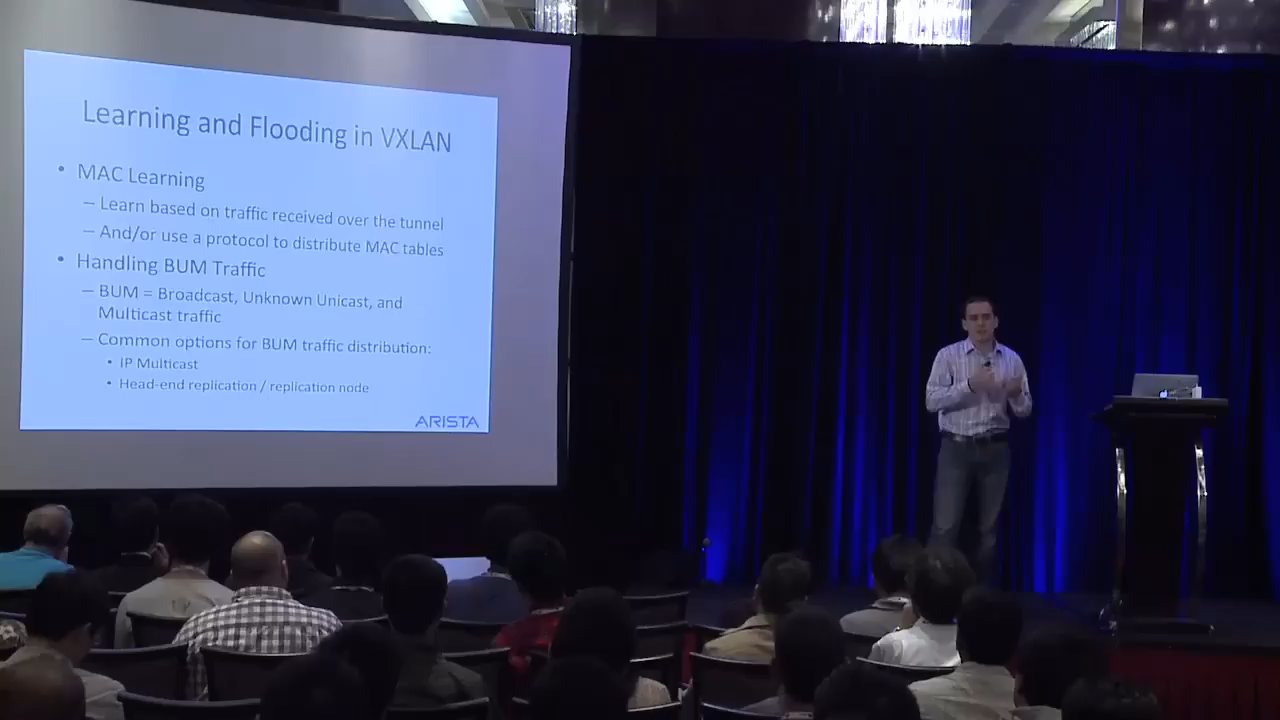 Learning and Flooding in VXLAN
• MAC Learning
– Learn based on traffic received over the tunnel
– And/or use a protocol to distribute MAC tables
• Handling BUM Traffic
– BUM = Broadcast, Unknown Unicast, and
Multicast traffic
– Common options for BUM traffic distribution:
• IP Multicast
• Head-end replication / replication node
ARISTA